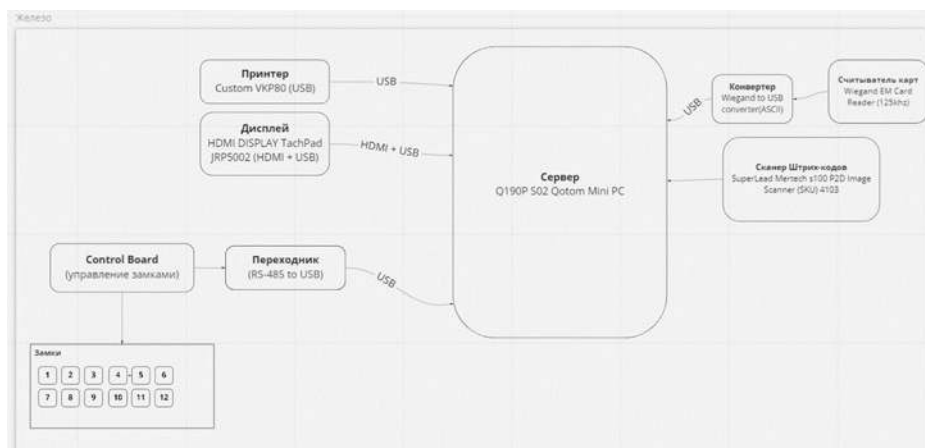 Железо
Принтер
Custom VKP80 (USB)
USB
Дисплей
HDMI DISPLAY TachPad
JRP5002 (HDMI + USB)
HDMI + USB
Сервер
Q190P S02 Qotom Mini PC
USB
Конвертер
Wiegand to USB
converter(ASCII)
Считыватель карт
Wiegand EM Card
Reader (125khz)
Сканер Штрих-кодов
SuperLead Mertech s100 P2D Image
Scanner (SKU) 4103
Control Board
(управление замками)
Переходник
(RS-485 to USB)
USB
Замки
1 2 3 4 5 6
7 8 9 10 11 12